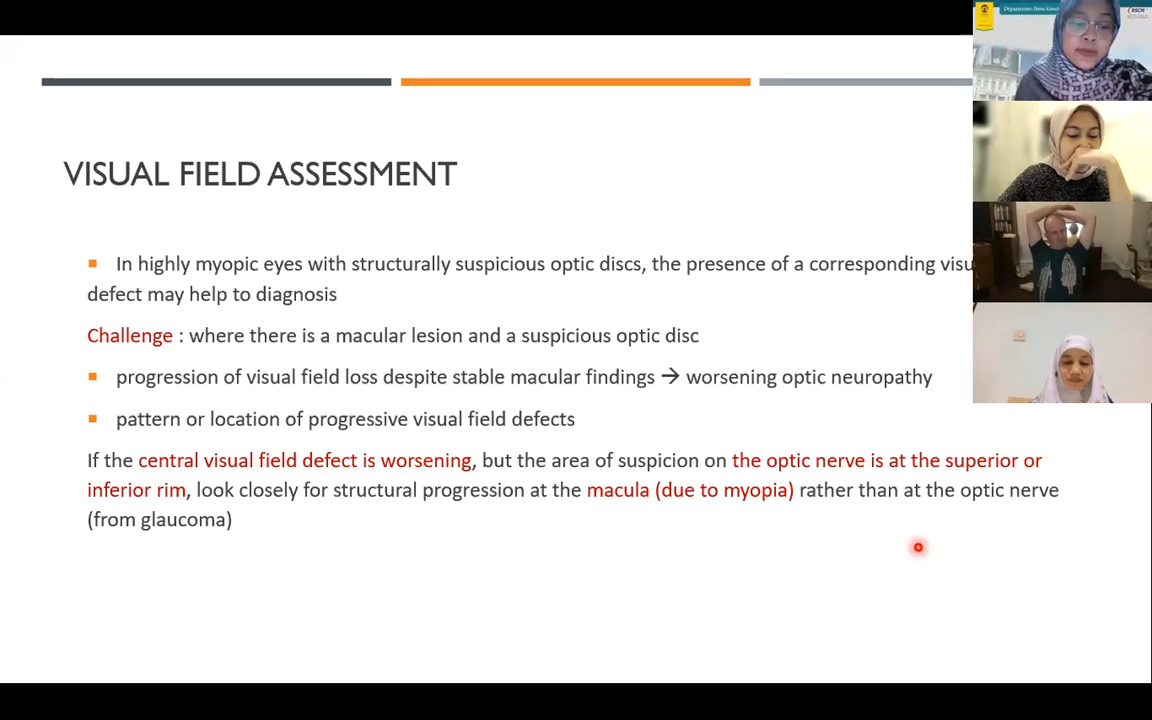 VISUAL FIELD ASSESSMENT
In highly myopic eyes with structurally suspicious optic discs, the presence of a corresponding
defect may help to diagnosis
Challenge : where there is a macular lesion and a suspicious optic disc
progression of visual field loss despite stable macular findings → worsening optic neuropathy
pattern or location of progressive visual field defects
If the central visual field defect is worsening, but the area of suspicion on the optic nerve is at the superior or
inferior rim, look closely for structural progression at the macula (due to myopia) rather than at the optic nerve
(from glaucoma)
RSCM